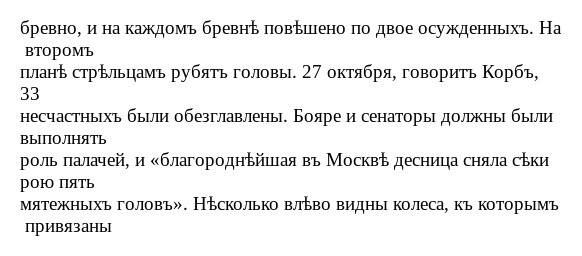 бревно, и на каждомъ бревнѣ повѣшено по двое осужденныхъ. На
второмъ
планѣ стрѣльцамъ рубятъ головы. 27 октября, говоритъ Корбъ,
33
несчастныхъ были обезглавлены. Бояре и сенаторы должны были
выполнять
роль палачей, и «благороднѣйшая въ Москвѣ десница сняла сѣки
рою пять
мятежныхъ головъ». Нѣсколько влѣво видны колеса, къ которымъ
привязаны